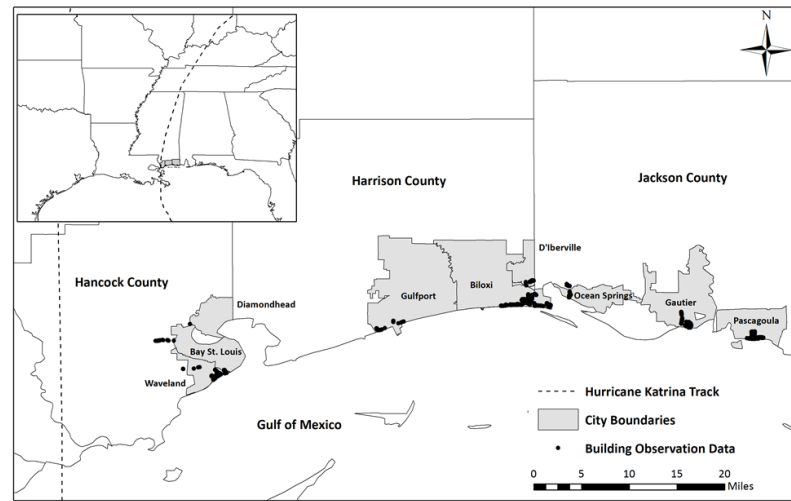 N
Harrison County
Jackson County
D'Iberville
Hancock County
Diamondhead
Gulfport
Biloxi
Ocean Springs
Gautier
Pascagoula
Bay St. Louis
Waveland
Gulf of Mexico
Hurricane Katrina Track
City Boundaries
Building Observation Data
0 5 10 15 20
Miles